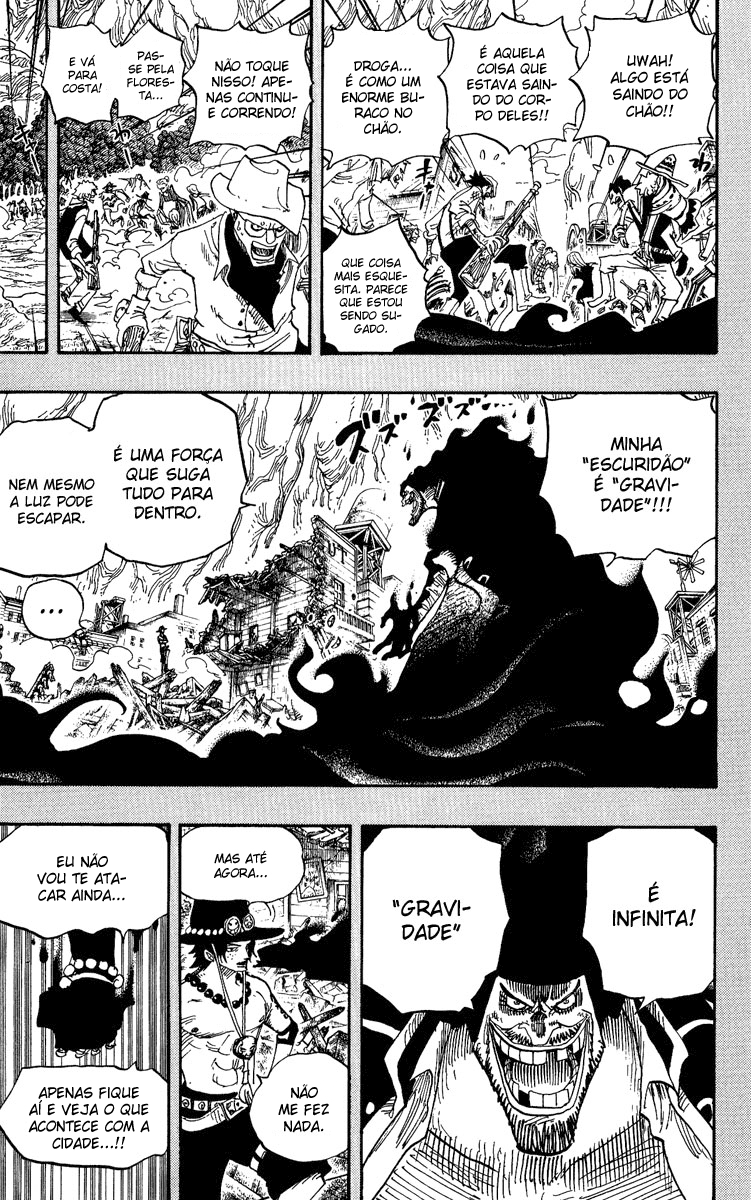 UWAH!
ALGO ESTÁ
SAINDO DO
CHÃO!!
É AQUELA
COISA QUE
ESTAVA SAIN-
DO DO COR-
PO DELES!!
DROGA...
É COMO UM
ENORME BU-
RACO NO
CHÃO.
QUE COISA
MAIS ESQUE-
SITA. PARECE
QUE ESTOU
SENDO SU-
GADO.
NÃO TOQUE
NISSO! APE-
NAS CONTINU-
E CORRENDO!
PAS-
SE PELA
FLORES-
TA...
E VÁ
PARA
COSTA!
MINHA
"ESCURIDÃO"
É "GRAVI-
DADE"!!!
ズズズ
É UMA FORÇA
QUE SUGA
TUDO PARA
DENTRO.
NEM MESMO
A LUZ PODE
ESCAPAR.
...
É
INFINITA!
"GRAVI-
DADE"
MAS ATÉ
AGORA...
NÃO
ME FEZ
NADA.
EU NÃO
VOU TE ATA-
CAR AINDA...
APENAS FIQUE
AÍ E VEJA O QUE
ACONTECE COM A
CIDADE...!!